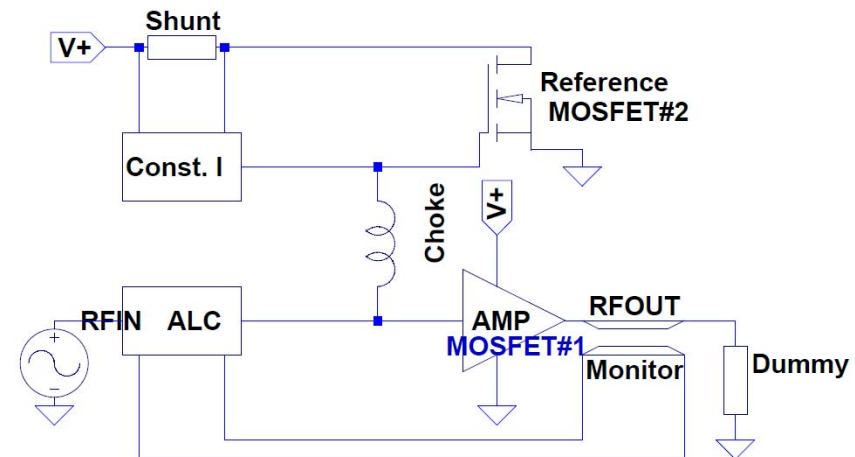 Shunt
V+
Reference
MOSFET#2
Const. I
Choke
V+
RFIN ALC
AMP
MOSFET#1
RFOUT
Monitor
Dummy